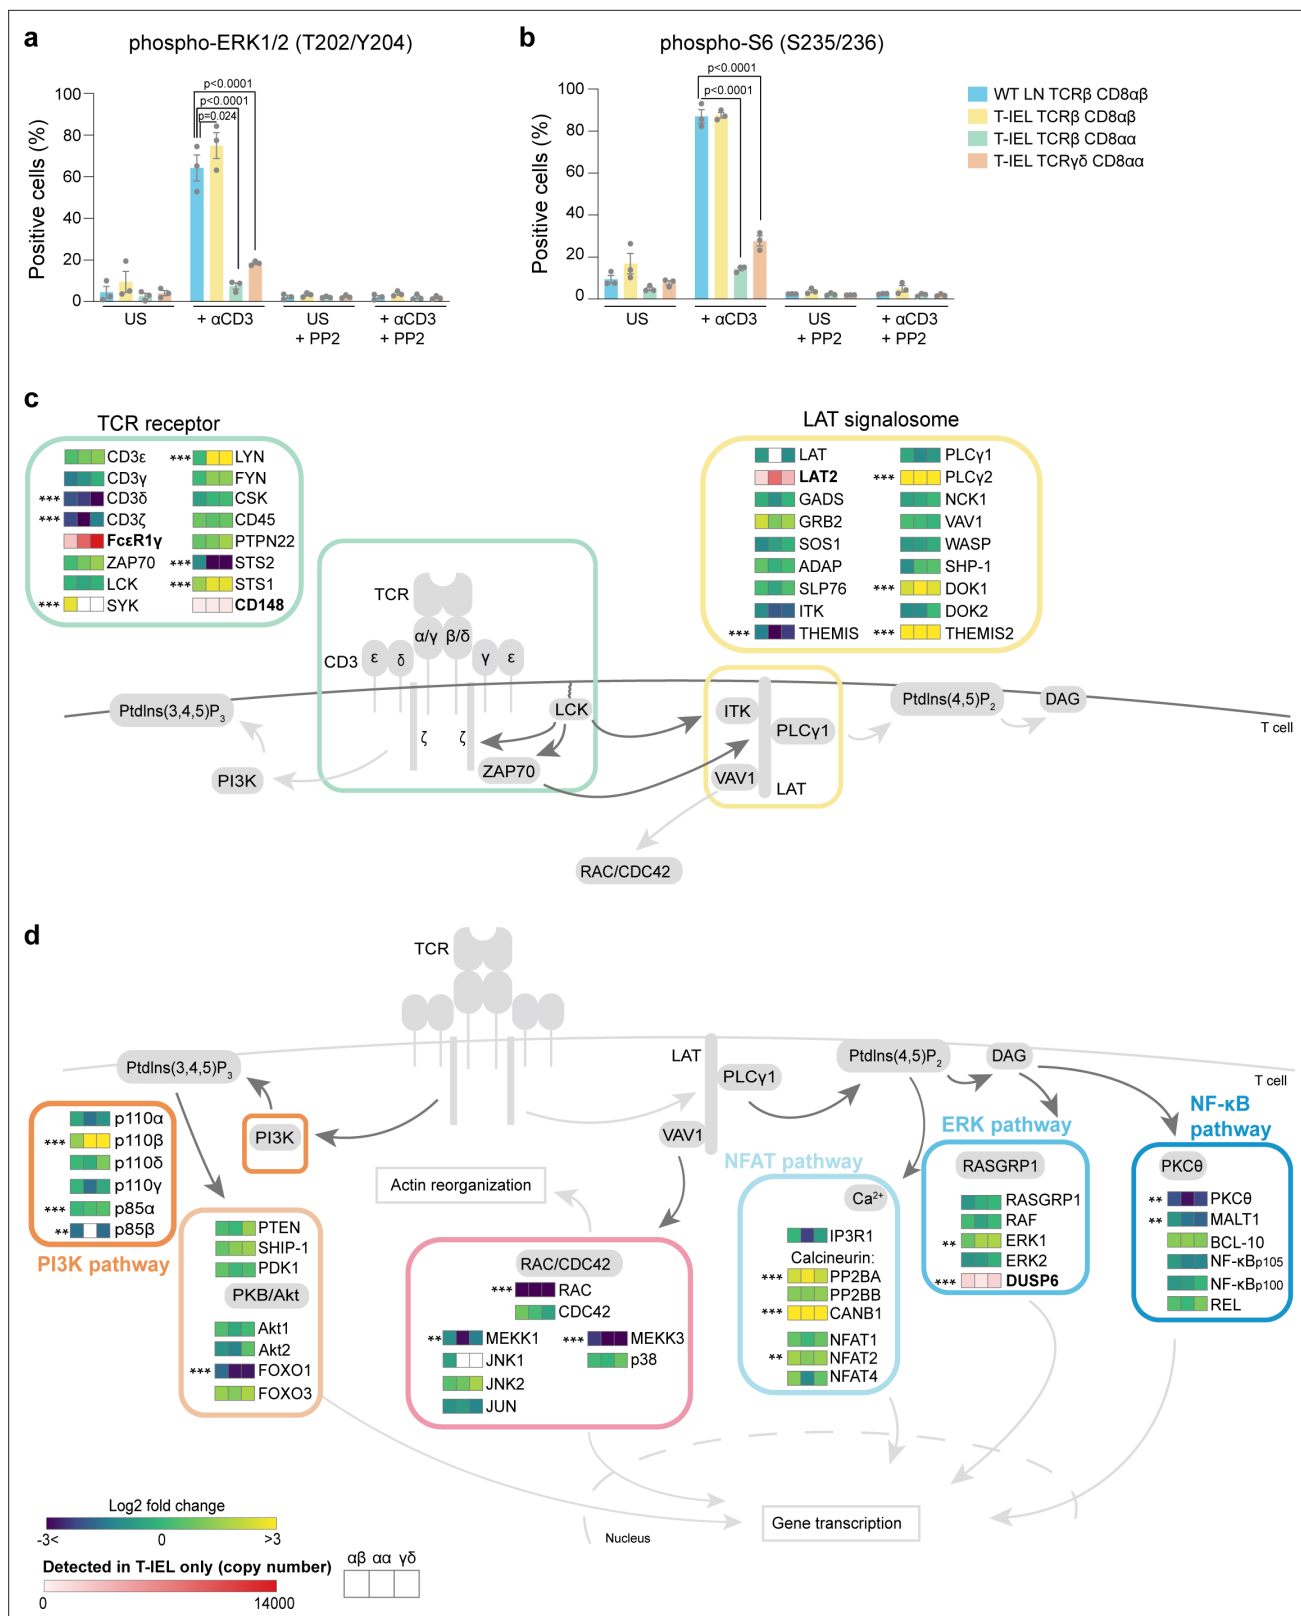 a
phospho-ERK1/2 (T202/Y204)
Positive cells (%)
100
80
60
40
20
0
p<0.0001
p<0.0001
p=0.024
US
+ αCD3
US
+ PP2
+ αCD3
+ PP2
b
phospho-S6 (S235/236)
Positive cells (%)
100
80
60
40
20
0
p<0.0001
p<0.0001
US
+ αCD3
US
+ PP2
+ αCD3
+ PP2
WT LN TCRβ CD8αβ
T-IEL TCRβ CD8αβ
T-IEL TCRβ CD8αα
T-IEL TCRγδ CD8αα
c
TCR receptor
CD3ε
CD3γ
*** CD3δ
*** CD3ζ
FcεR1γ
ZAP70
LCK
*** SYK
*** LYN
FYN
CSK
CD45
PTPN22
*** STS2
*** STS1
CD148
LAT signalosome
LAT
LAT2
GADS
GRB2
SOS1
ADAP
SLP76
ITK
*** THEMIS
PLCγ1
*** PLCγ2
NCK1
VAV1
WASP
SHP-1
*** DOK1
DOK2
*** THEMIS2
TCR
α/γ β/δ
CD3
ε δ γ ε
ζ ζ
LCK
ZAP70
PtdIns(3,4,5)P3
PI3K
ITK
PLCγ1
VAV1
LAT
PtdIns(4,5)P2
DAG
T cell
RAC/CDC42
d
TCR
PtdIns(3,4,5)P3
PI3K
LAT
PLCγ1
VAV1
PtdIns(4,5)P2
DAG
T cell
p110α
*** p110β
p110δ
p110γ
*** p85α
** p85β
PI3K pathway
PTEN
SHIP-1
PDK1
PKB/Akt
Akt1
Akt2
*** FOXO1
FOXO3
Actin reorganization
RAC/CDC42
*** RAC
CDC42
** MEKK1
JNK1
JNK2
JUN
*** MEKK3
p38
NFAT pathway
Ca2+
IP3R1
Calcineurin:
*** PP2BA
PP2BB
*** CANB1
NFAT1
** NFAT2
NFAT4
ERK pathway
RASGRP1
RASGRP1
RAF
** ERK1
ERK2
*** DUSP6
NF-κB
pathway
PKCθ
** PKCθ
** MALT1
BCL-10
NF-κBp105
NF-κBp100
REL
Nucleus
Gene transcription
Log2 fold change
-3< 0 >3
Detected in T-IEL only (copy number)
0 14000
αβ αα γδ